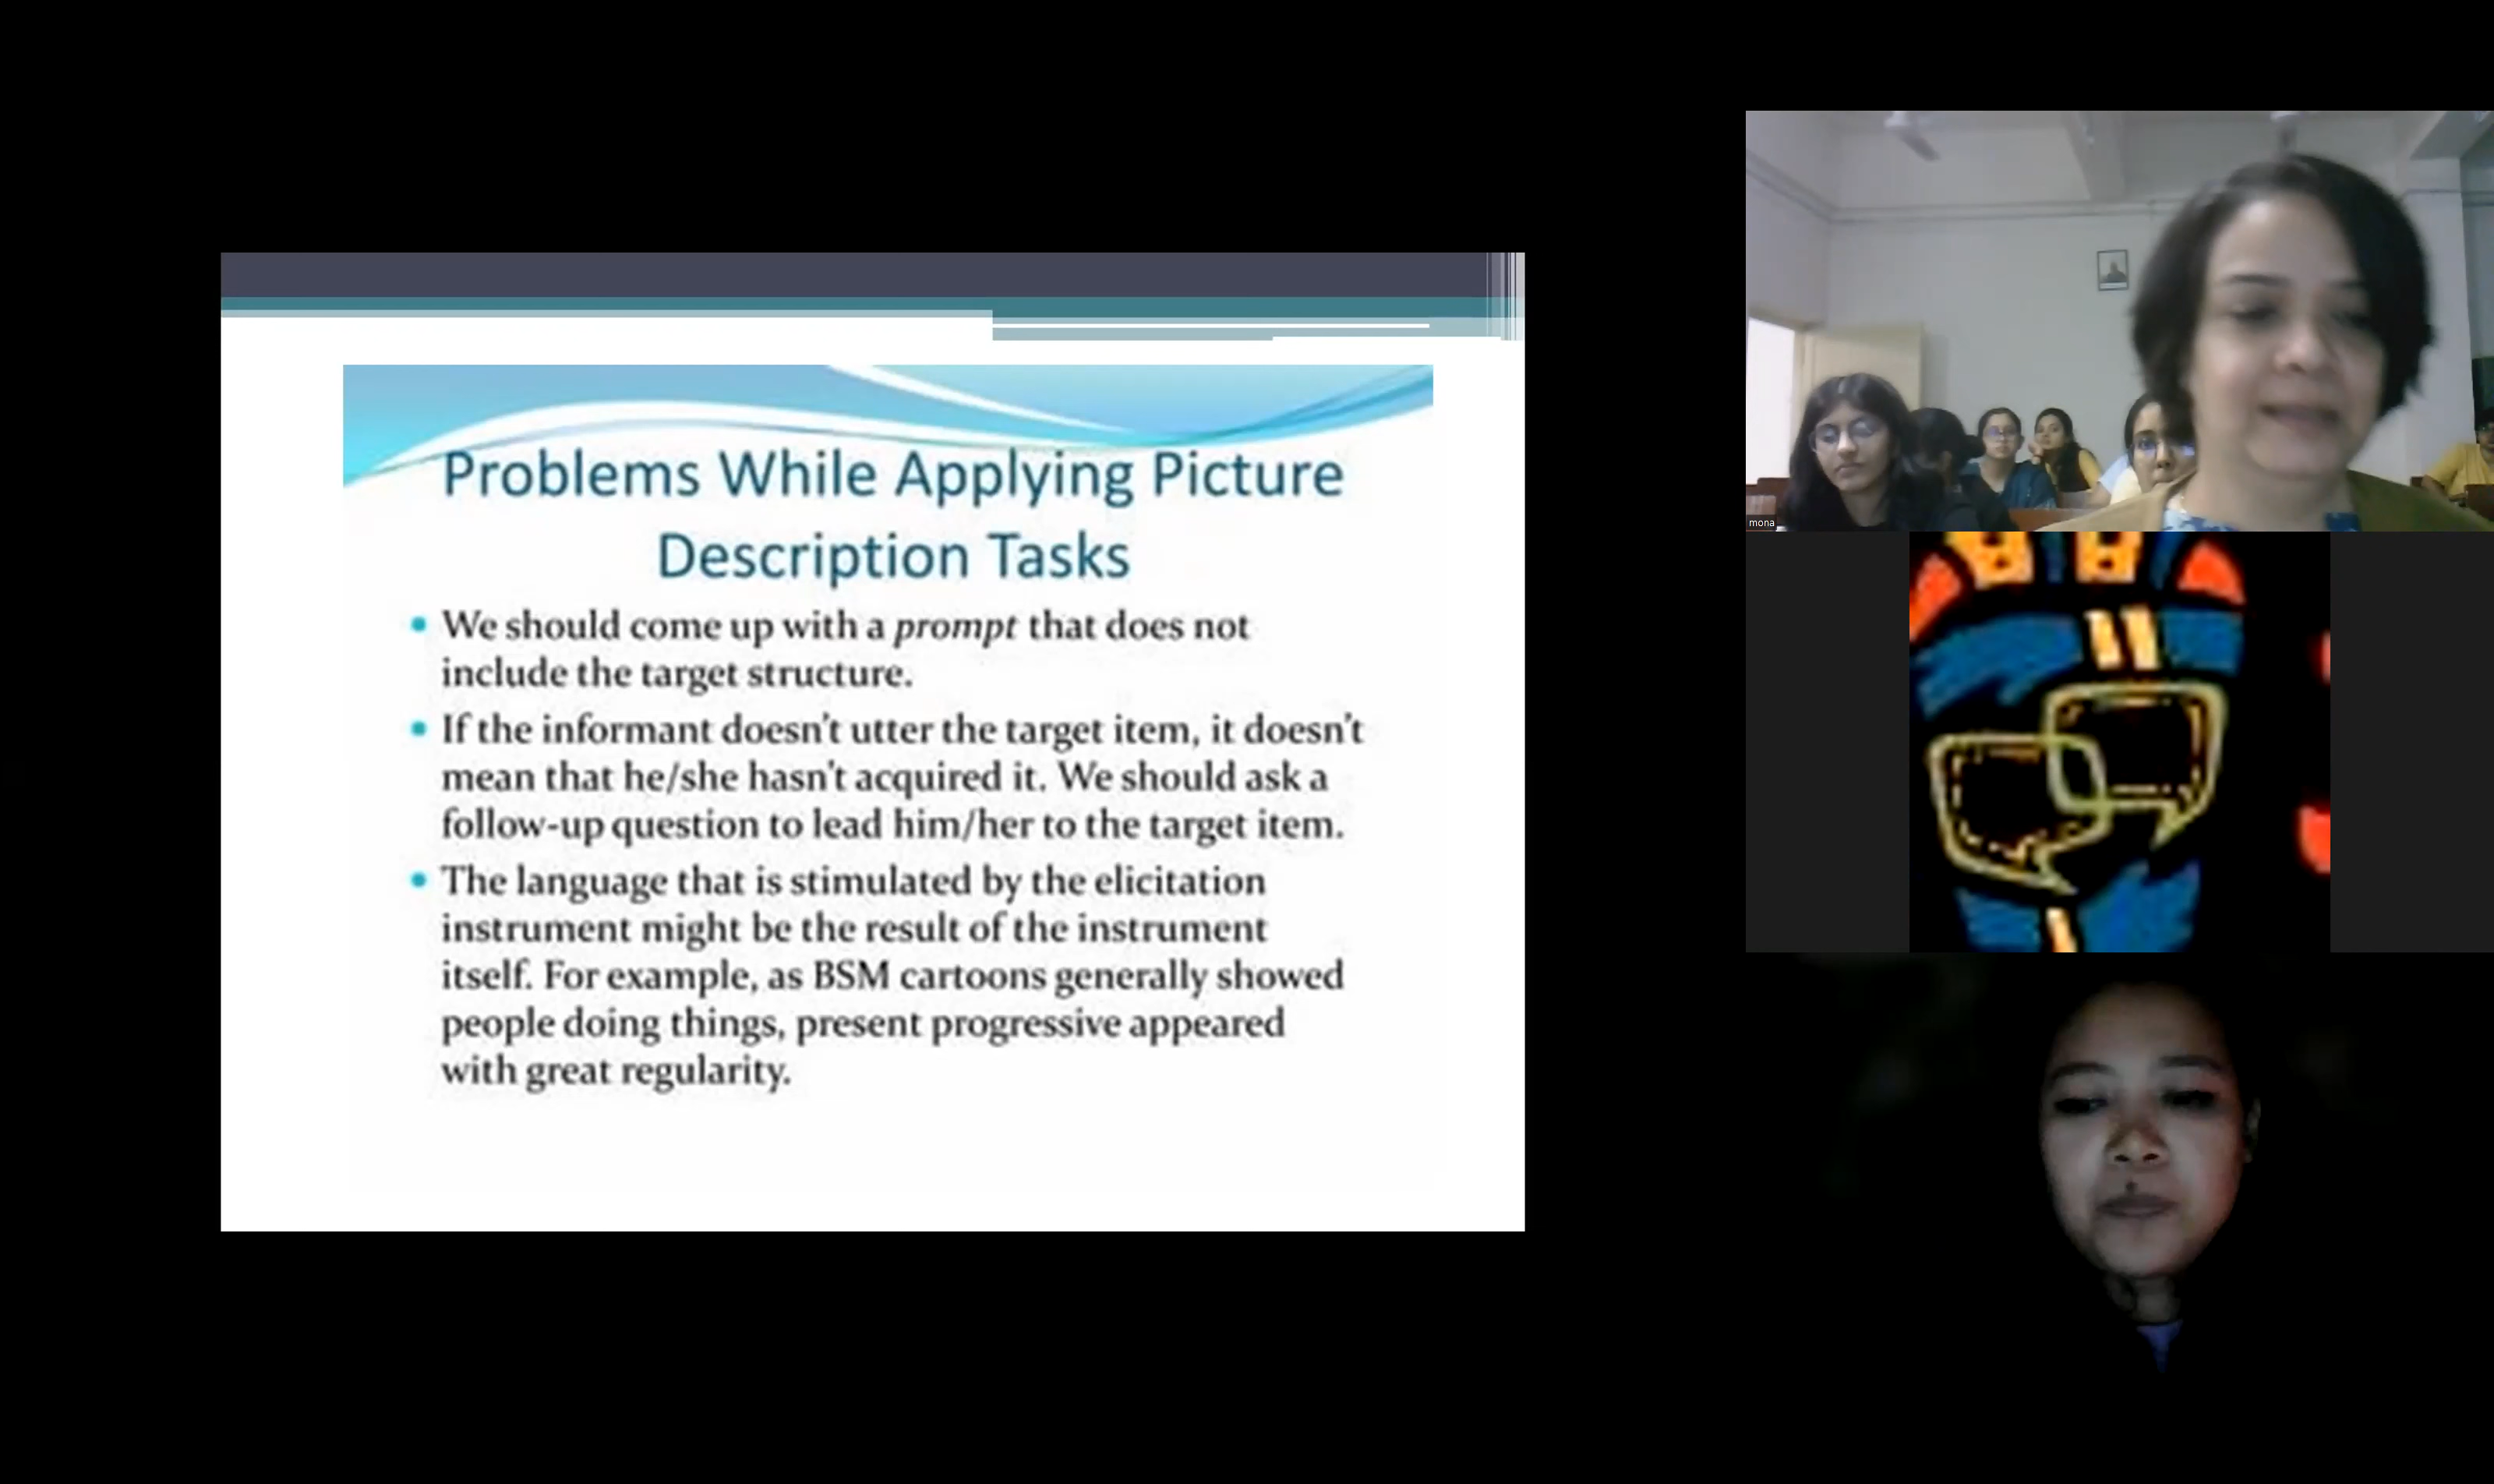 Problems While Applying Picture
Description Tasks
• We should come up with a prompt that does not
include the target structure.
• If the informant doesn't utter the target item, it doesn't
mean that he/she hasn't acquired it. We should ask a
follow-up question to lead him/her to the target item.
• The language that is stimulated by the elicitation
instrument might be the result of the instrument
itself. For example, as BSM cartoons generally showed
people doing things, present progressive appeared
with great regularity.
mona